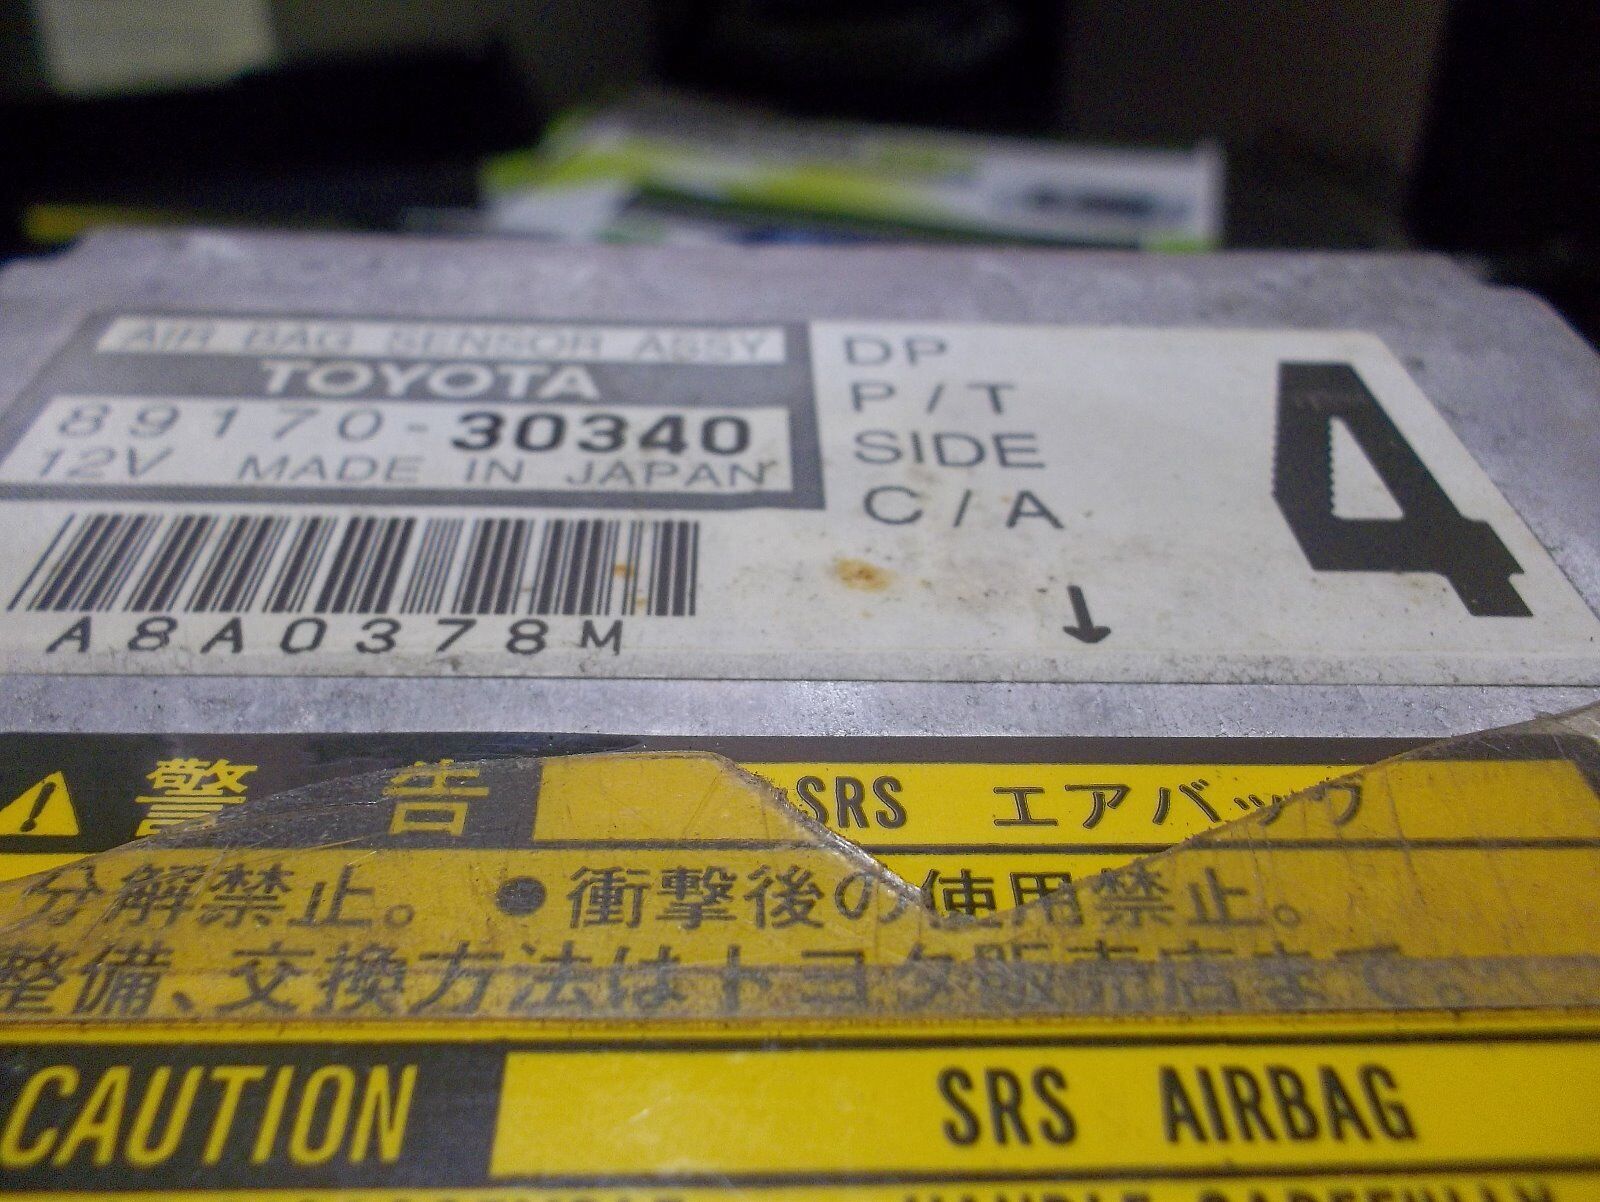 AIR BAG SENSOR ASSY
TOYOTA
89170-30340
12V MADE IN JAPAN
DP
P/T
SIDE
C/A
4
↓
A8A0378M
警告
SRS エアバッグ
分解禁止。 ●衝撃後の使用禁止。
整備、交換方法はトヨタ販売店まで。
CAUTION
SRS AIRBAG